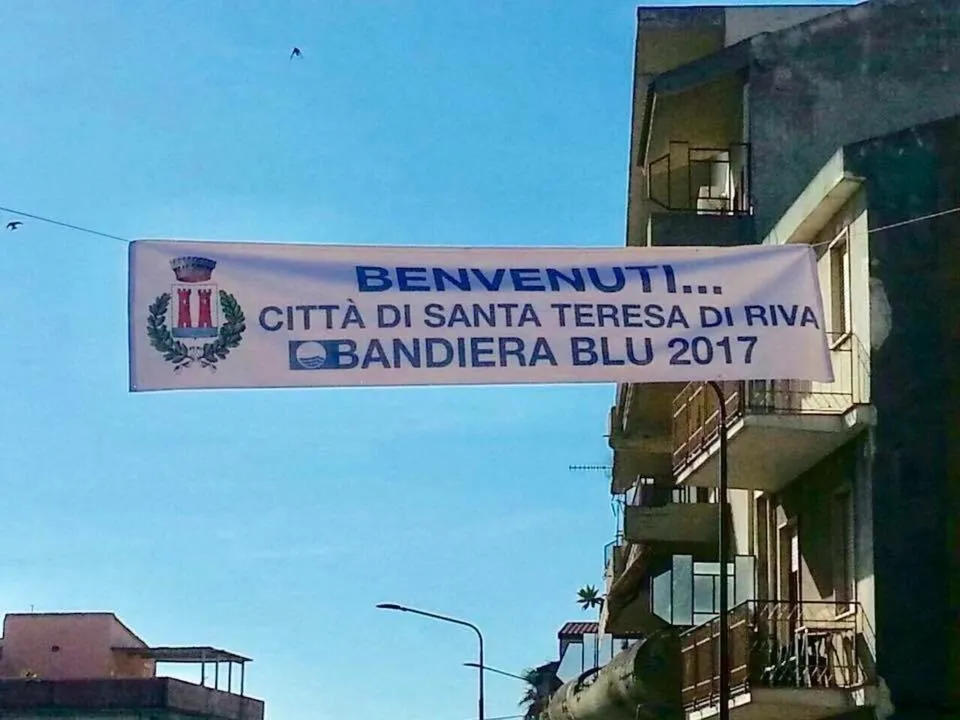 BENVENUTI...
CITTÀ DI SANTA TERESA DI RIVA
BANDIERA BLU 2017